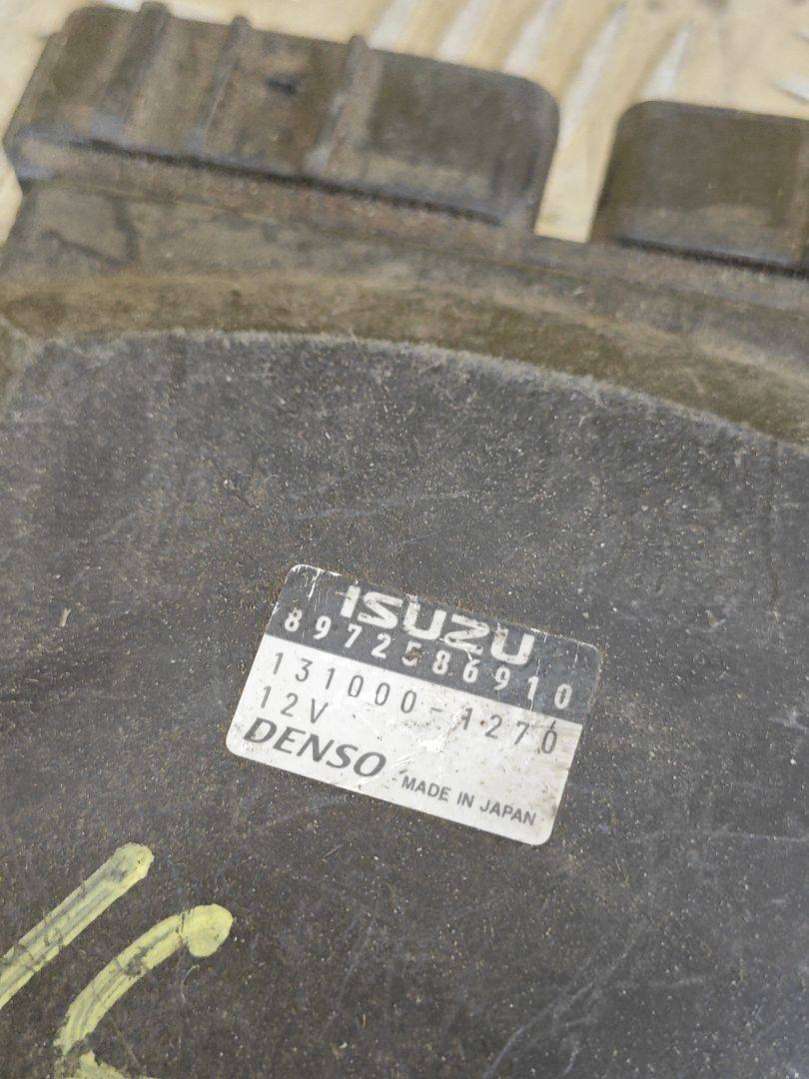 ISUZU
8972586910
131000-1270
12V
DENSO
MADE IN JAPAN